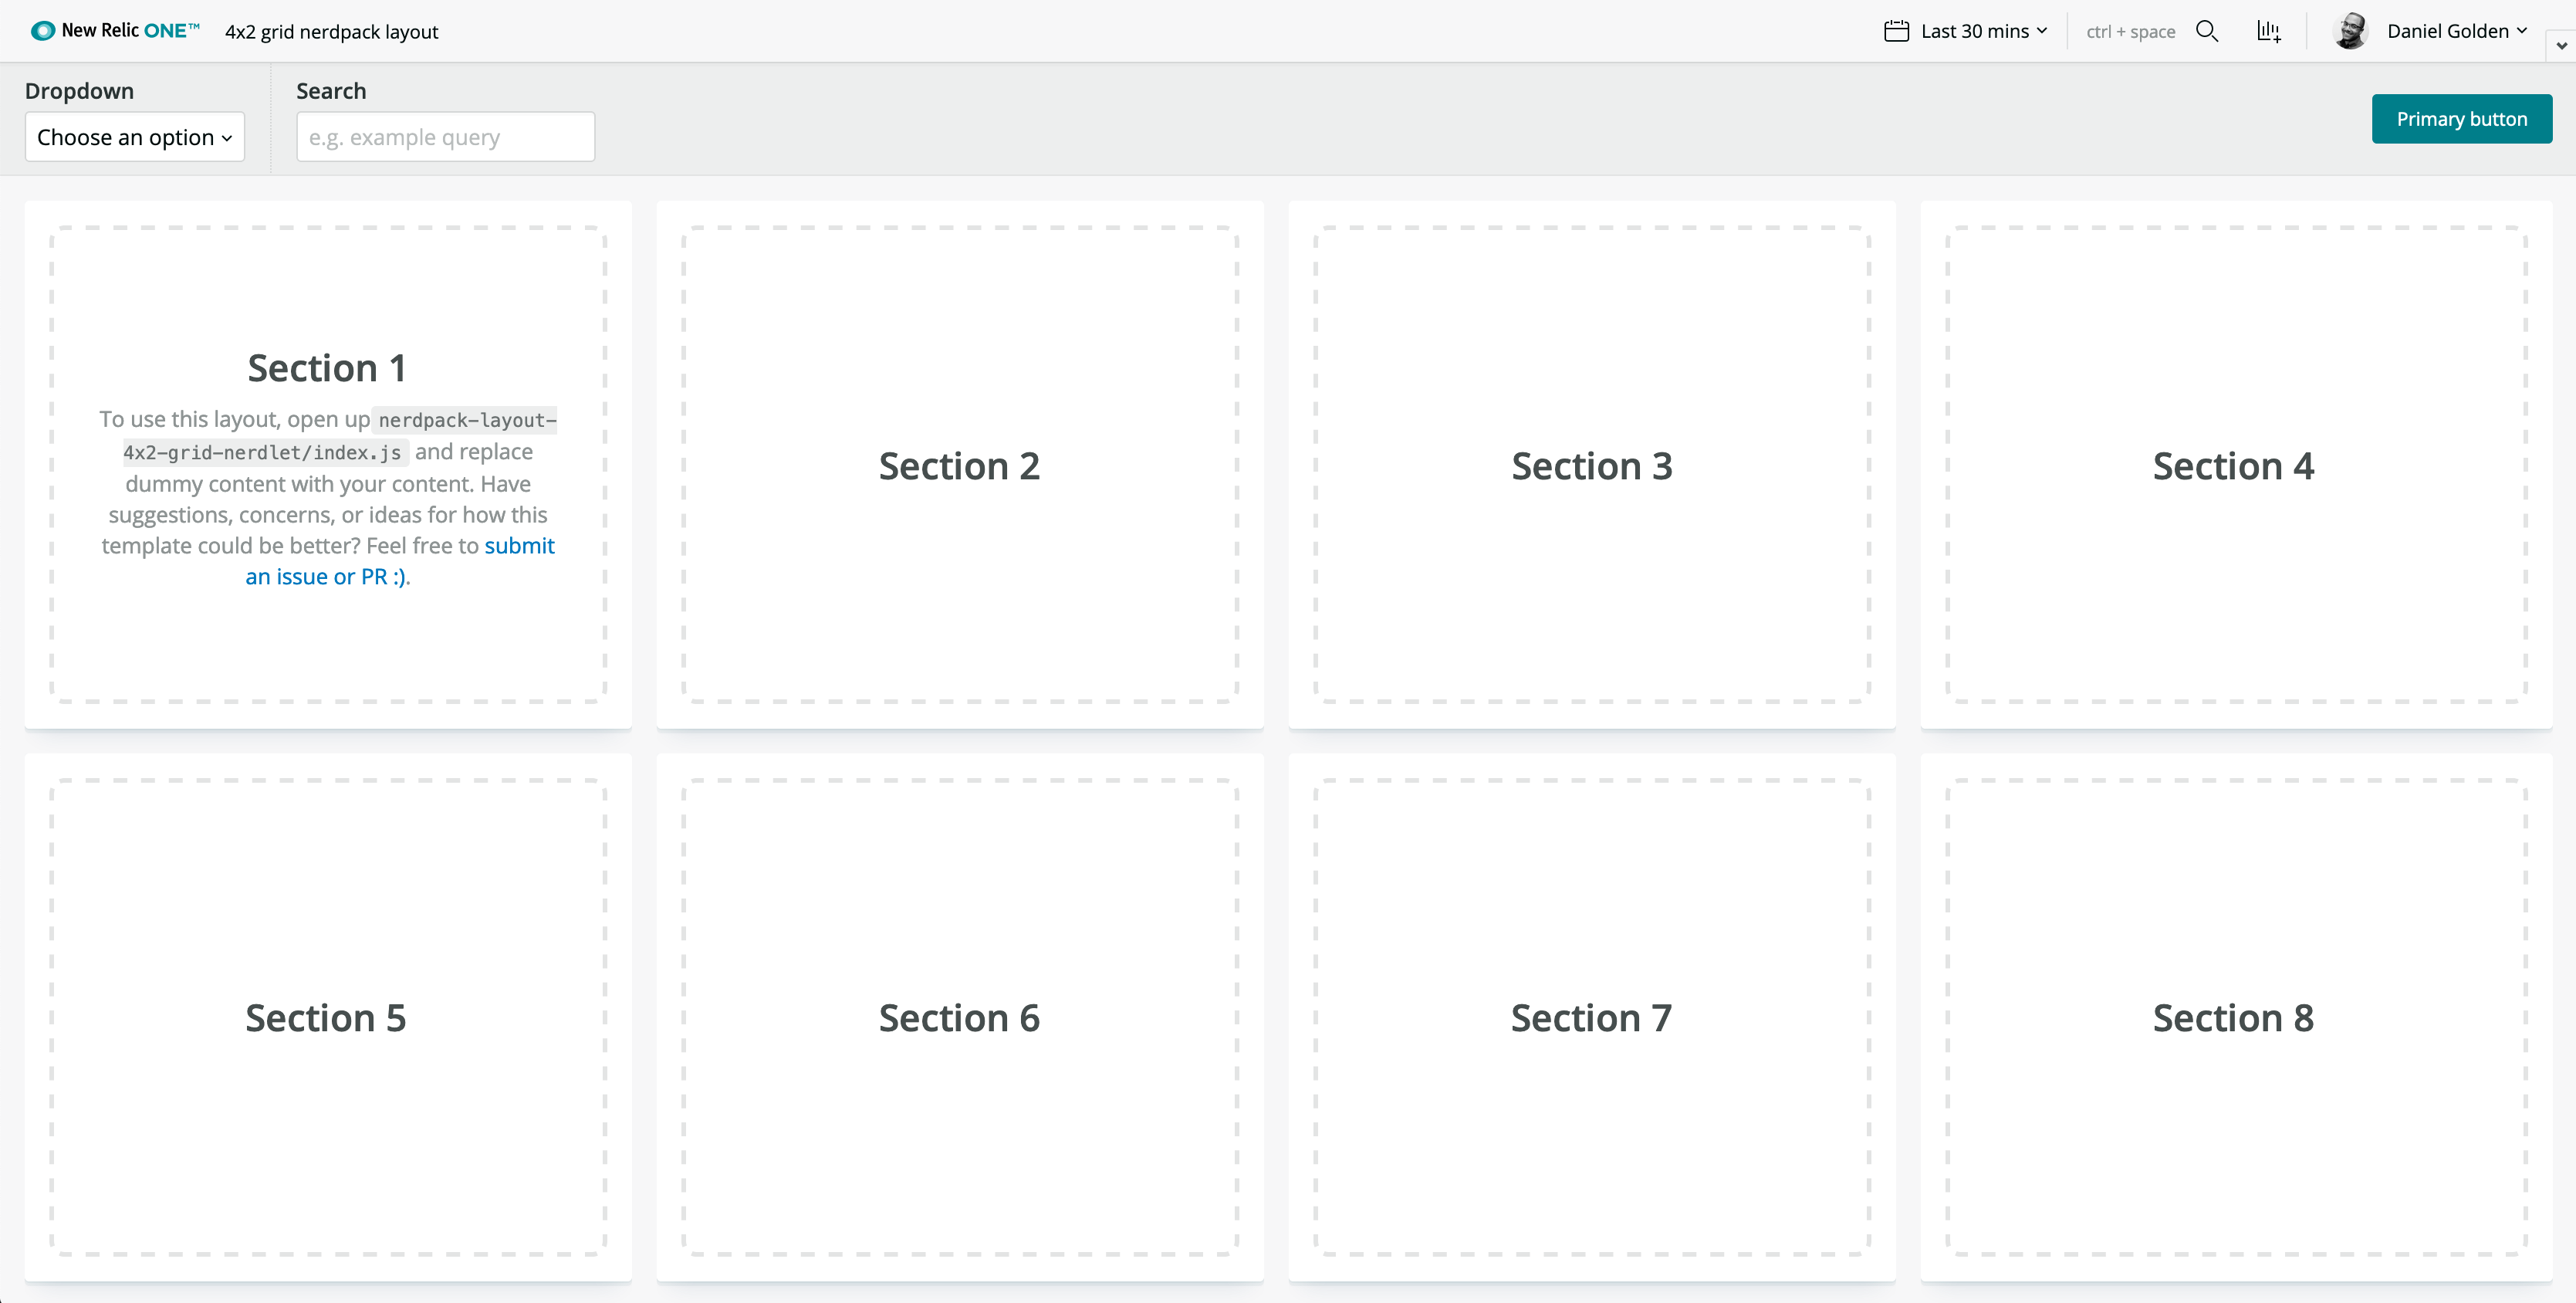 New Relic ONE™ 4x2 grid nerdpack layout Last 30 mins ctrl + space Daniel Golden
Dropdown Search
Choose an option e.g. example query Primary button
Section 1
To use this layout, open up nerdpack-layout-
4x2-grid-nerdlet/index.js and replace
dummy content with your content. Have
suggestions, concerns, or ideas for how this
template could be better? Feel free to submit
an issue or PR :).
Section 2
Section 3
Section 4
Section 5
Section 6
Section 7
Section 8